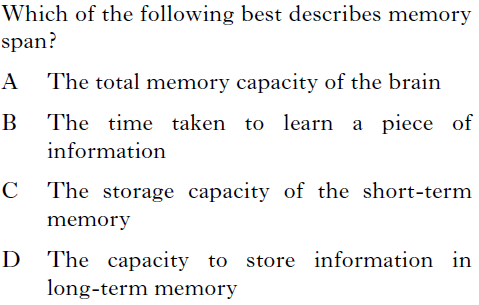 Which of the following best describes memory
span?
A The total memory capacity of the brain
B The time taken to learn a piece of
information
C The storage capacity of the short-term
memory
D The capacity to store information in
long-term memory